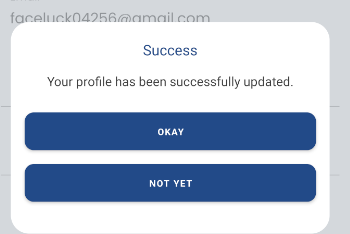 faceluck04256@gmail.com
Success
Your profile has been successfully updated.
OKAY
NOT YET